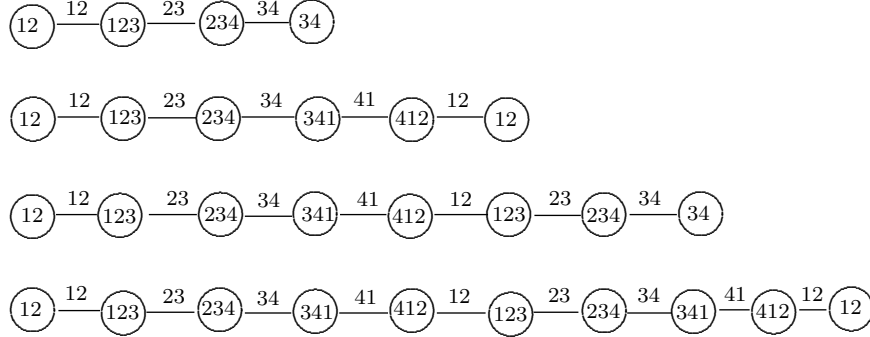 12 23 34
12 123 234 34
12 23 34 41 12
12 123 234 341 412 12
12 23 34 41 12 23 34
12 123 234 341 412 123 234 34
12 23 34 41 12 23 34 41 12
12 123 234 341 412 123 234 341 412 12